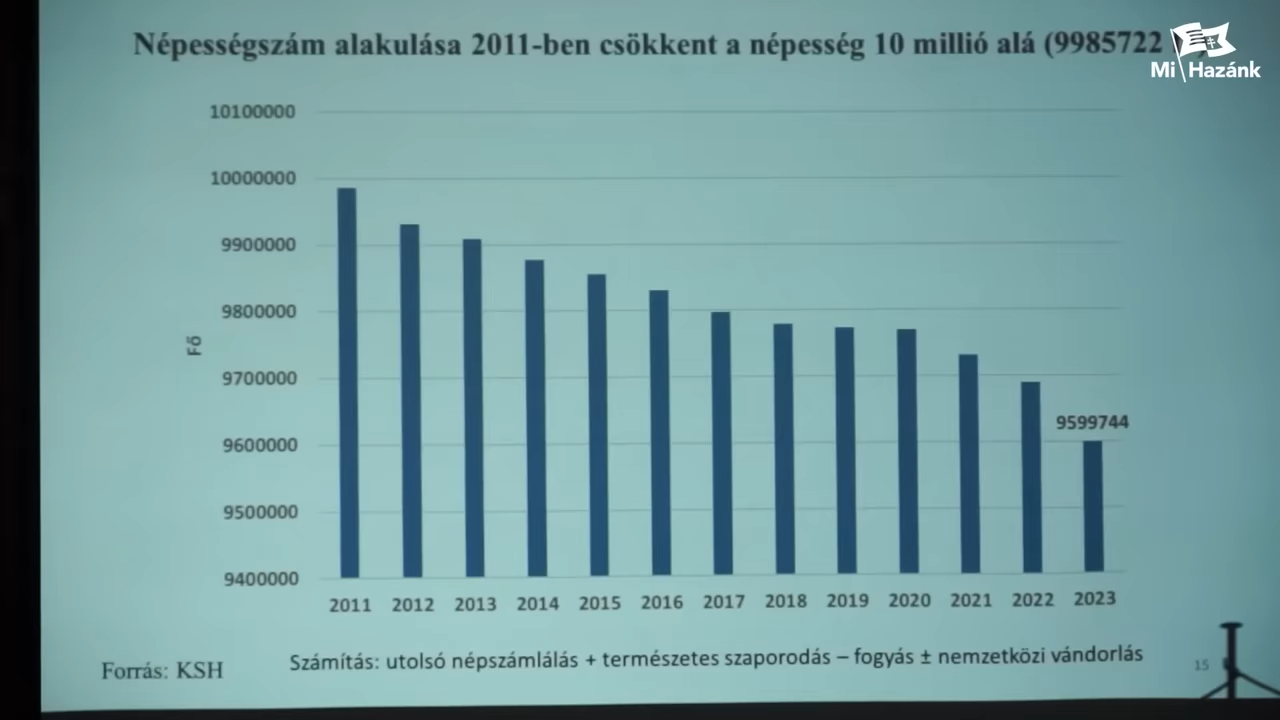 Népességszám alakulása 2011-ben csökkent a népesség 10 millió alá (9985722
Mi Hazánk
10100000
10000000
9900000
9800000
9700000
9600000
9500000
9400000
Fő
9599744
2011 2012 2013 2014 2015 2016 2017 2018 2019 2020 2021 2022 2023
Számítás: utolsó népszámlálás + természetes szaporodás – fogyás ± nemzetközi vándorlás
Forrás: KSH
15